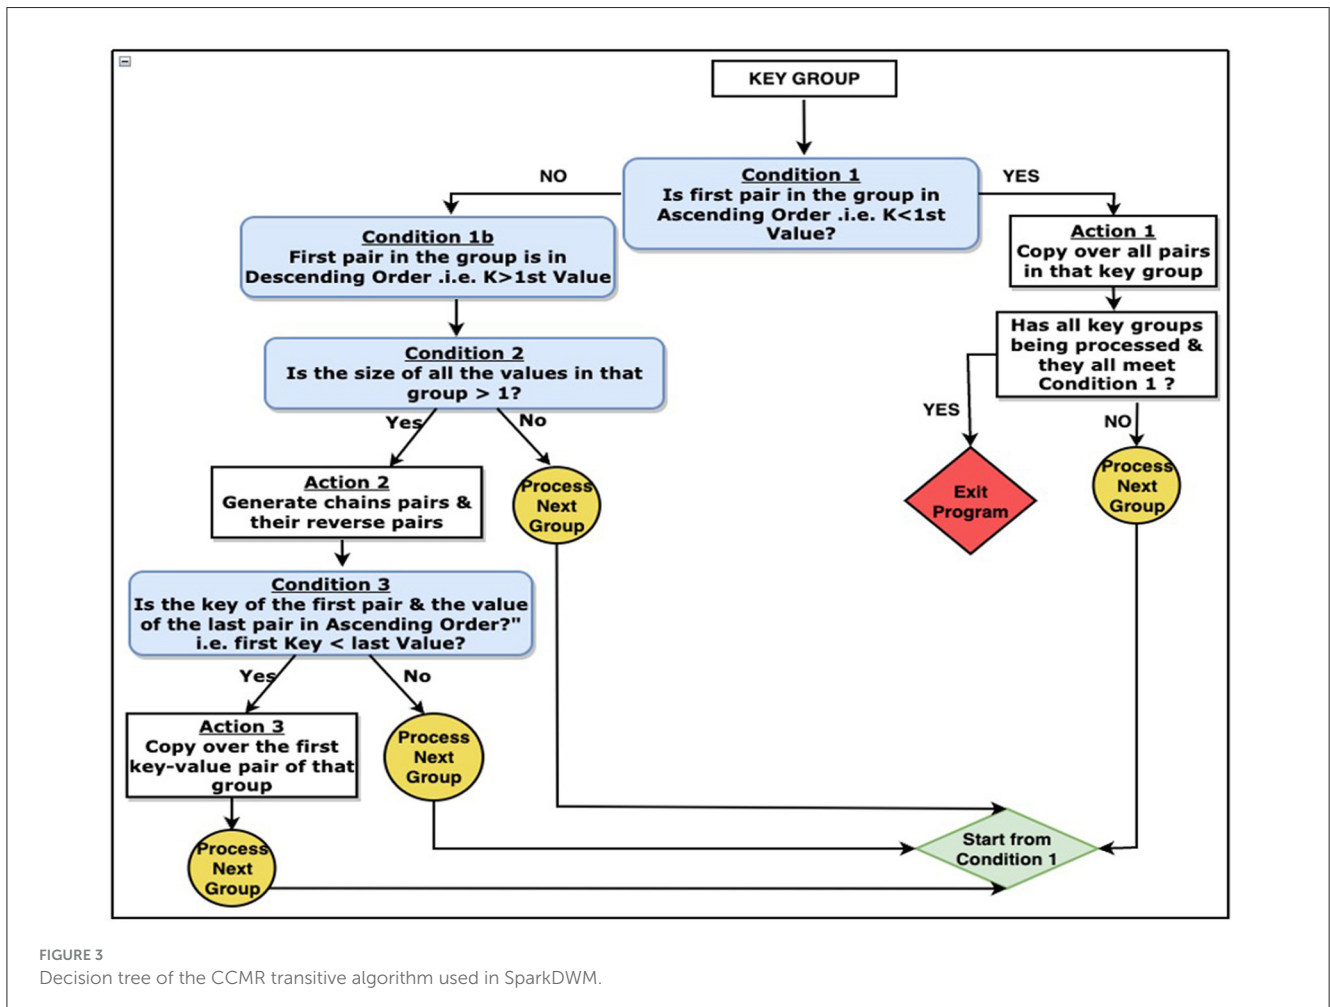 KEY GROUP
NO
Condition 1
Is first pair in the group in
Ascending Order .i.e. K<1st
Value?
YES
Condition 1b
First pair in the group is in
Descending Order .i.e. K>1st Value
Action 1
Copy over all pairs
in that key group
Condition 2
Is the size of all the values in that
group > 1?
Has all key groups
being processed &
they all meet
Condition 1 ?
Yes
No
YES
NO
Action 2
Generate chains pairs &
their reverse pairs
Process
Next
Group
Exit
Program
Process
Next
Group
Condition 3
Is the key of the first pair & the value
of the last pair in Ascending Order?"
i.e. first Key < last Value?
Yes
No
Action 3
Copy over the first
key-value pair of that
group
Process
Next
Group
Process
Next
Group
Start from
Condition 1
FIGURE 3
Decision tree of the CCMR transitive algorithm used in SparkDWM.